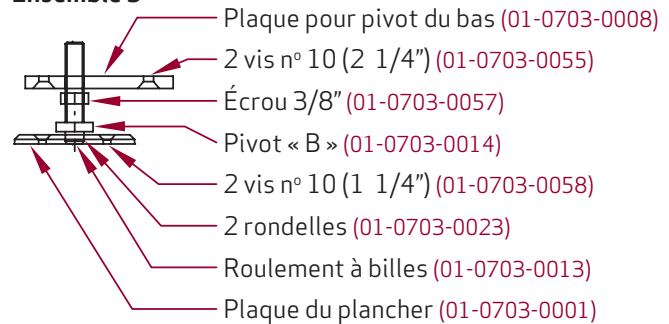 Plaque pour pivot du bas (01-0703-0008)
2 vis nº 10 (2 1/4”) (01-0703-0055)
Écrou 3/8” (01-0703-0057)
Pivot « B » (01-0703-0014)
2 vis nº 10 (1 1/4”) (01-0703-0058)
2 rondelles (01-0703-0023)
Roulement à billes (01-0703-0013)
Plaque du plancher (01-0703-0001)